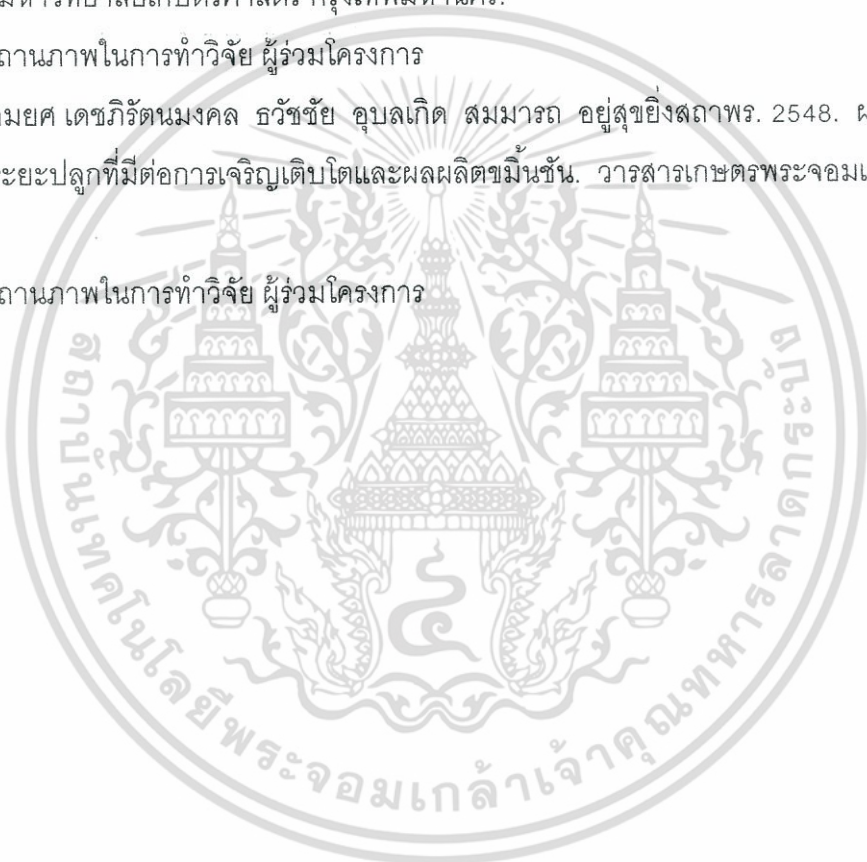 สถานภาพในการทำวิจัย ผู้ร่วมโครงการ
มยศ เดชภิรัตนมงคล ธวัชชัย อุบลเกิด สมมารถ อยู่สุขยิ่งสถาพร. 2548. ผ
ระยะปลูกที่มีต่อการเจริญเติบโตและผลผลิตขมิ้นชัน. วารสารเกษตรพระจอมเ
ถานภาพในการทำวิจัย ผู้ร่วมโครงการ
สถาบันเทคโนโลยีพระจอมเกล้าเจ้าคุณทหารลาดกระบัง